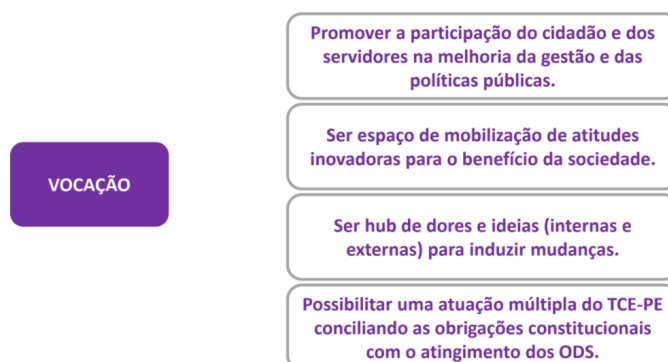 Promover a participação do cidadão e dos
servidores na melhoria da gestão e das
políticas públicas.
Ser espaço de mobilização de atitudes
inovadoras para o benefício da sociedade.
VOCAÇÃO
Ser hub de dores e ideias (internas e
externas) para induzir mudanças.
Possibilitar uma atuação múltipla do TCE-PE
conciliando as obrigações constitucionais
com o atingimento dos ODS.